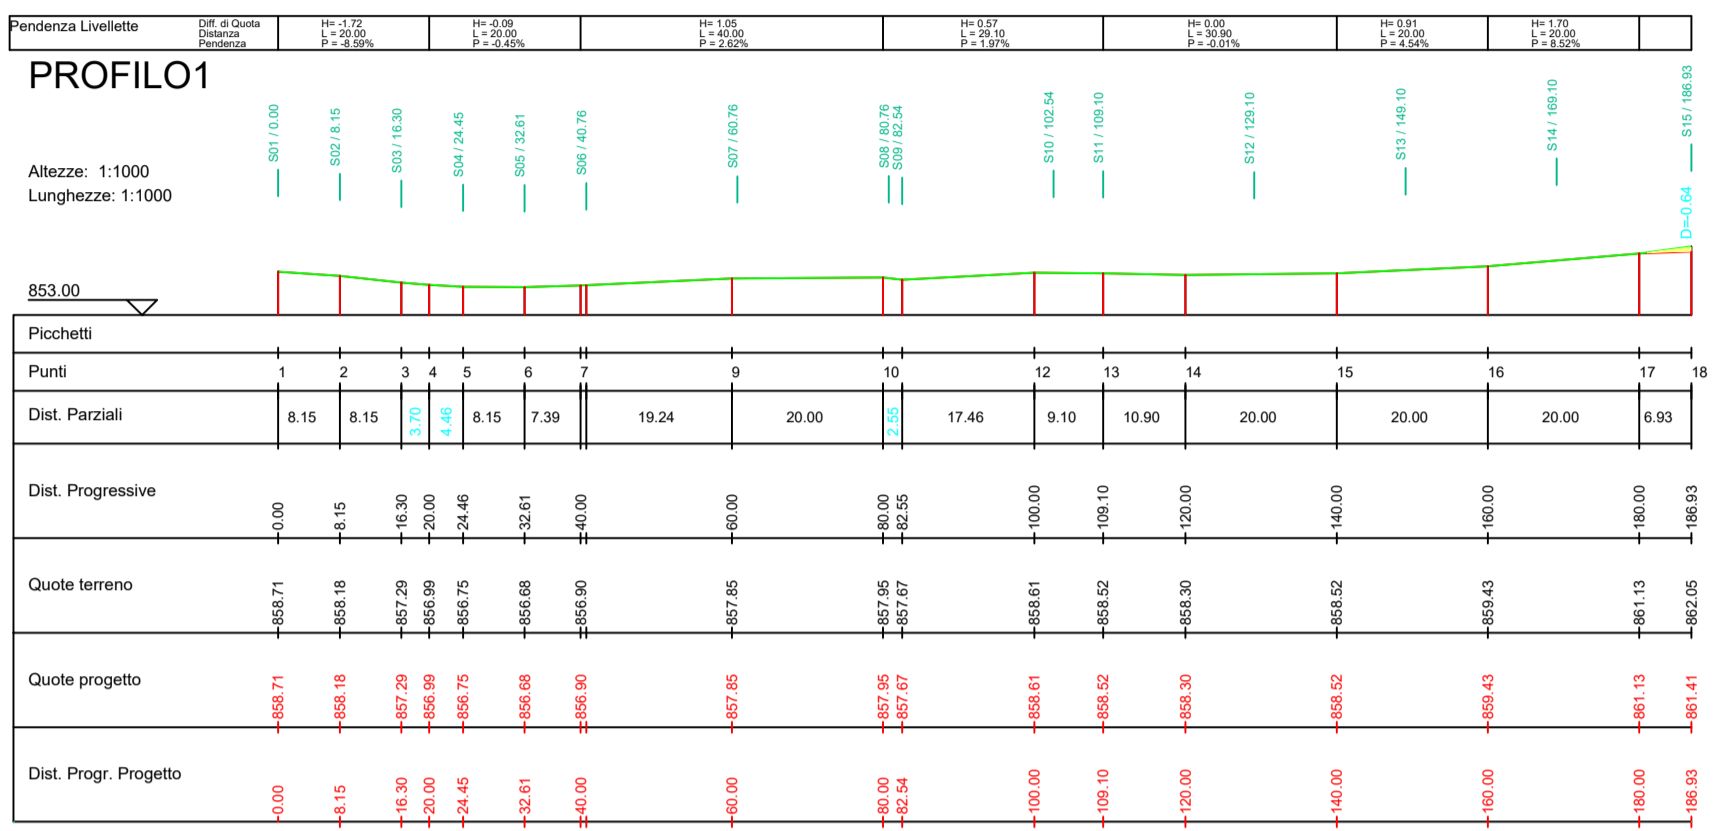 Pendenza Livellette
Diff. di Quota
Distanza
Pendenza
H= -1.72
L = 20.00
P = -8.59%
H= -0.09
L = 20.00
P = -0.45%
H= 1.05
L = 40.00
P = 2.62%
H= 0.57
L = 29.10
P = 1.97%
H= 0.00
L = 30.90
P = -0.01%
H= 0.91
L = 20.00
P = 4.54%
H= 1.70
L = 20.00
P = 8.52%
PROFILO1
S01 / 0.00
S02 / 8.15
S03 / 16.30
S04 / 24.45
S05 / 32.61
S06 / 40.76
S07 / 60.76
S08 / 80.76
S09 / 82.54
S10 / 102.54
S11 / 109.10
S12 / 129.10
S13 / 149.10
S14 / 169.10
S15 / 186.93
Altezze: 1:1000
Lunghezze: 1:1000
D=-0.64
853.00
Picchetti
Punti 1 2 3 4 5 6 7 9 10 12 13 14 15 16 17 18
Dist. Parziali 8.15 8.15 3.70 4.46 8.15 7.39 19.24 20.00 2.55 17.46 9.10 10.90 20.00 20.00 20.00 6.93
Dist. Progressive 0.00 8.15 16.30 20.00 24.46 32.61 40.00 60.00 80.00 82.55 100.00 109.10 120.00 140.00 160.00 180.00 186.93
Quote terreno 858.71 858.18 857.29 856.99 856.75 856.68 856.90 857.85 857.95 857.67 858.61 858.52 858.30 858.52 859.43 861.13 862.05
Quote progetto 858.71 858.18 857.29 856.99 856.75 856.68 856.90 857.85 857.95 857.67 858.61 858.52 858.30 858.52 859.43 861.13 861.41
Dist. Progr. Progetto 0.00 8.15 16.30 20.00 24.45 32.61 40.00 60.00 80.00 82.54 100.00 109.10 120.00 140.00 160.00 180.00 186.93